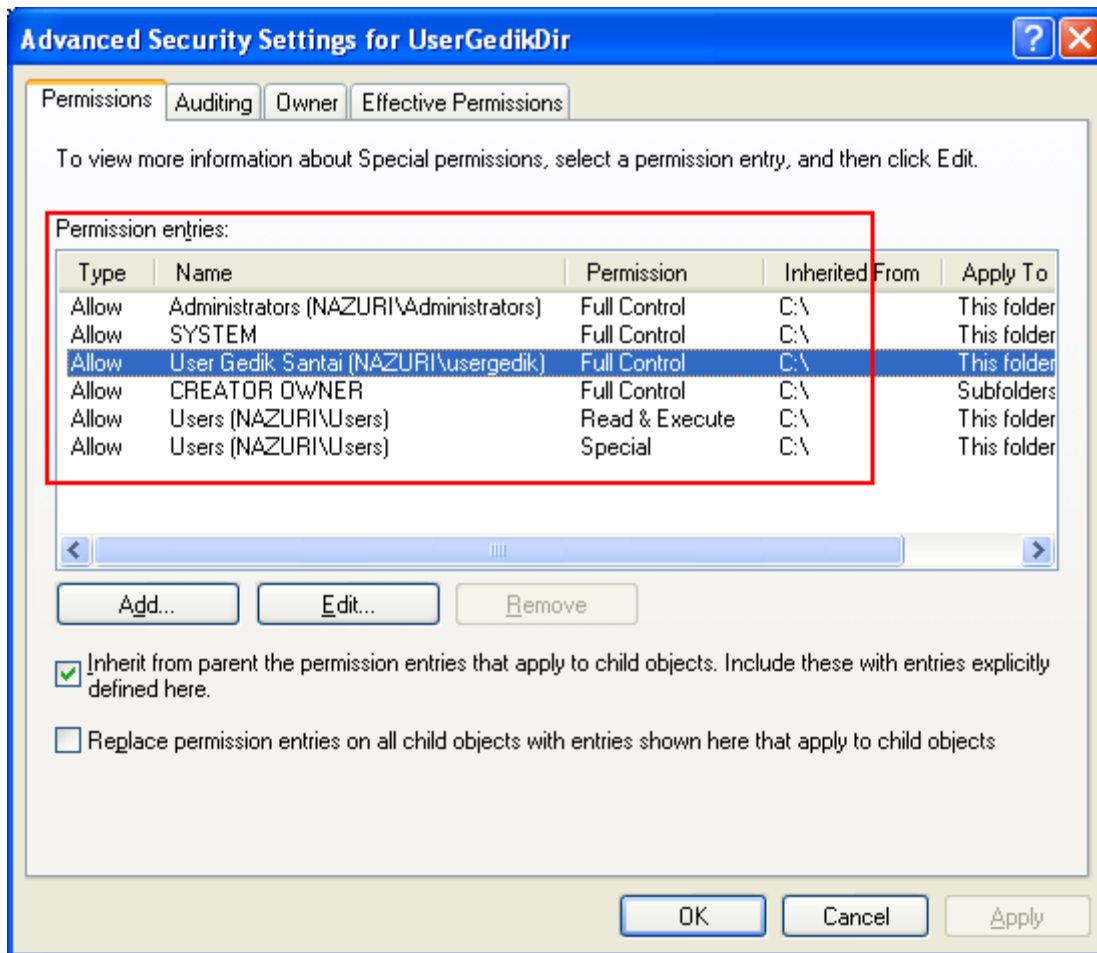 Advanced Security Settings for UserGedikDir
Permissions Auditing Owner Effective Permissions
To view more information about Special permissions, select a permission entry, and then click Edit.
Permission entries:
Type Name Permission Inherited From Apply To
Allow Administrators (NAZURI\Administrators) Full Control C:\ This folder
Allow SYSTEM Full Control C:\ This folder
Allow User Gedik Santai (NAZURI\usergedik) Full Control C:\ This folder
Allow CREATOR OWNER Full Control C:\ Subfolders
Allow Users (NAZURI\Users) Read & Execute C:\ This folder
Allow Users (NAZURI\Users) Special C:\ This folder
Add... Edit... Remove
Inherit from parent the permission entries that apply to child objects. Include these with entries explicitly
defined here.
Replace permission entries on all child objects with entries shown here that apply to child objects
OK Cancel Apply